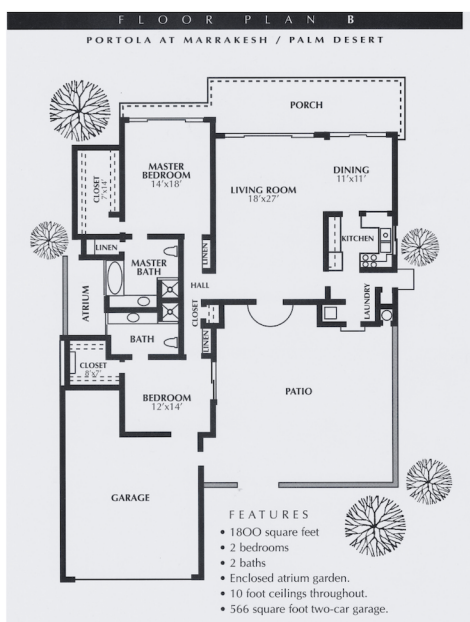 FLOOR PLAN B
PORTOLA AT MARRAKESH / PALM DESERT
PORCH
MASTER
BEDROOM
14'x18'
CLOSET
7'x14'
LIVING ROOM
18'x27'
DINING
11'x11'
KITCHEN
LINEN
LINEN
MASTER
BATH
HALL
ATRIUM
CLOSET
LAUNDRY
BATH
LINEN
CLOSET
8'x7'
BEDROOM
12'x14'
PATIO
GARAGE
FEATURES
• 1800 square feet
• 2 bedrooms
• 2 baths
• Enclosed atrium garden.
• 10 foot ceilings throughout.
• 566 square foot two-car garage.